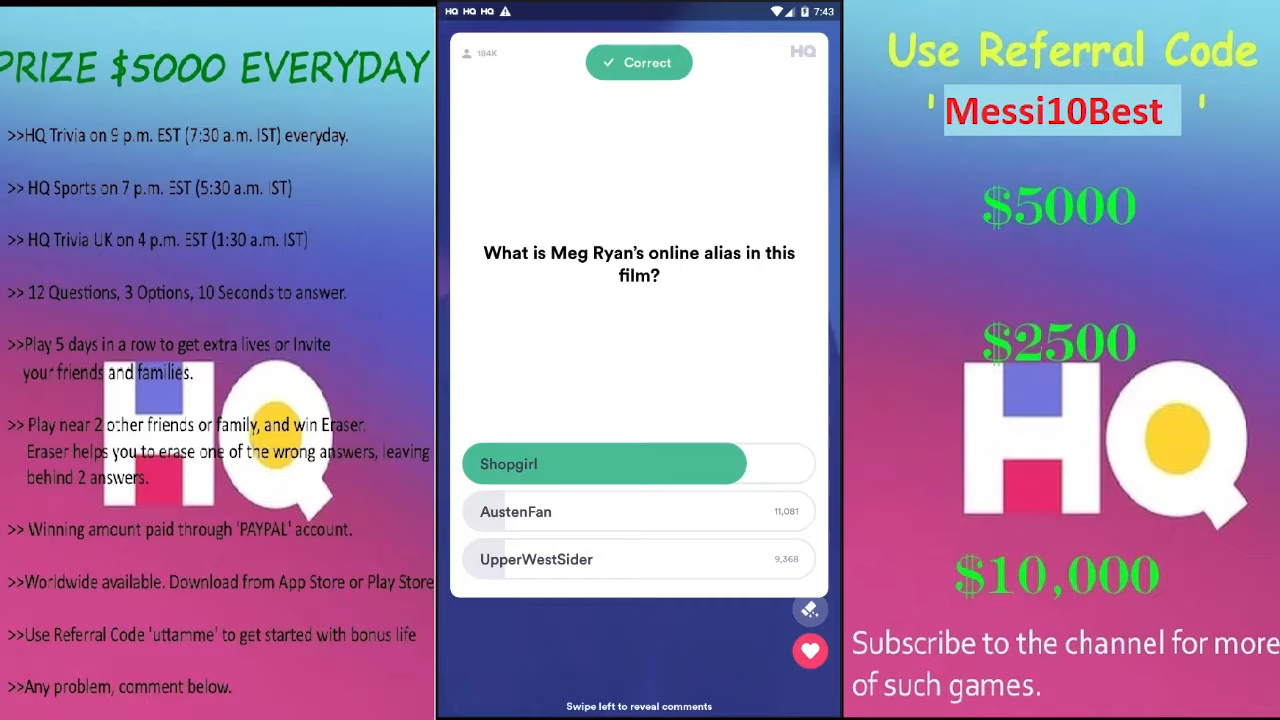 PRIZE $5000 EVERYDAY
>>HQ Trivia on 9 p.m. EST (7:30 a.m. IST) everyday.
>> HQ Sports on 7 p.m. EST (5:30 a.m. IST)
>> HQ Trivia UK on 4 p.m. EST (1:30 a.m. IST)
>> 12 Questions, 3 Options, 10 Seconds to answer.
>>Play 5 days in a row to get extra lives or Invite
your friends and families.
>> Play near 2 other friends or family, and win Eraser.
Eraser helps you to erase one of the wrong answers, leaving
behind 2 answers.
>> Winning amount paid through 'PAYPAL' account.
>>Worldwide available. Download from App Store or Play Store
>>Use Referral Code 'uttamme' to get started with bonus life
>>Any problem, comment below.
HQ
HQ HQ HQ
7:43
184K
Correct
HQ
What is Meg Ryan’s online alias in this
film?
Shopgirl
AustenFan 11,081
UpperWestSider 9,368
Swipe left to reveal comments
Use Referral Code
' Messi10Best '
$5000
$2500
HQ
$10,000
Subscribe to the channel for more
of such games.